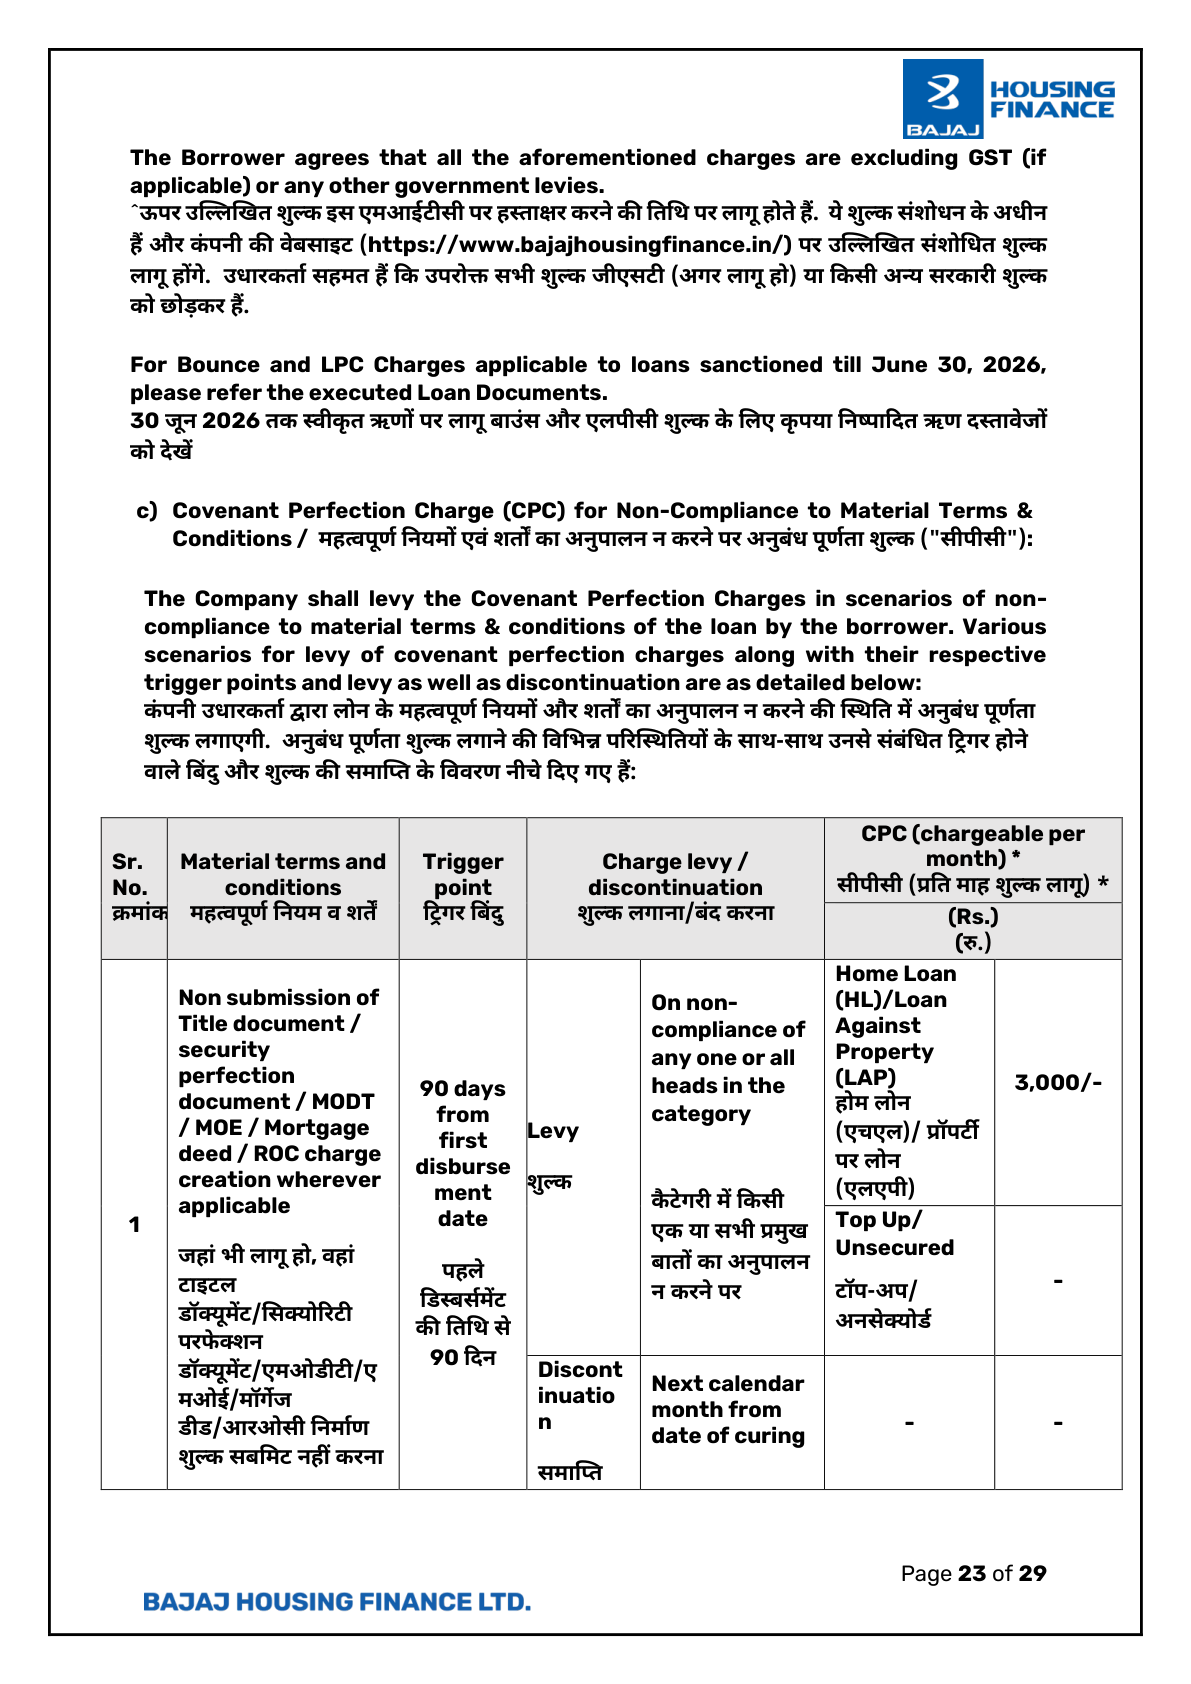 BAJAJ
HOUSING
FINANCE
The Borrower agrees that all the aforementioned charges are excluding GST (if
applicable) or any other government levies.
ˆऊपर उल्लिखित शुल्क इस एमआईटीसी पर हस्ताक्षर करने की तिथि पर लागू होते हैं. ये शुल्क संशोधन के अधीन
हैं और कंपनी की वेबसाइट (https://www.bajajhousingfinance.in/) पर उल्लिखित संशोधित शुल्क
लागू होंगे. उधारकर्ता सहमत हैं कि उपरोक्त सभी शुल्क जीएसटी (अगर लागू हो) या किसी अन्य सरकारी शुल्क
को छोड़कर हैं.
For Bounce and LPC Charges applicable to loans sanctioned till June 30, 2026,
please refer the executed Loan Documents.
30 जून 2026 तक स्वीकृत ऋणों पर लागू बाउंस और एलपीसी शुल्क के लिए कृपया निष्पादित ऋण दस्तावेजों
को देखें
c) Covenant Perfection Charge (CPC) for Non-Compliance to Material Terms &
Conditions / महत्वपूर्ण नियमों एवं शर्तों का अनुपालन न करने पर अनुबंध पूर्णता शुल्क ("सीपीसी"):
The Company shall levy the Covenant Perfection Charges in scenarios of non-
compliance to material terms & conditions of the loan by the borrower. Various
scenarios for levy of covenant perfection charges along with their respective
trigger points and levy as well as discontinuation are as detailed below:
कंपनी उधारकर्ता द्वारा लोन के महत्वपूर्ण नियमों और शर्तों का अनुपालन न करने की स्थिति में अनुबंध पूर्णता
शुल्क लगाएगी. अनुबंध पूर्णता शुल्क लगाने की विभिन्न परिस्थितियों के साथ-साथ उनसे संबंधित ट्रिगर होने
वाले बिंदु और शुल्क की समाप्ति के विवरण नीचे दिए गए हैं:
Sr.
No.
क्रमांक
Material terms and
conditions
महत्वपूर्ण नियम व शर्तें
Trigger
point
ट्रिगर बिंदु
Charge levy /
discontinuation
शुल्क लगाना/बंद करना
CPC (chargeable per
month) *
सीपीसी (प्रति माह शुल्क लागू) *
(Rs.)
(रु.)
1
Non submission of
Title document /
security
perfection
document / MODT
/ MOE / Mortgage
deed / ROC charge
creation wherever
applicable
जहां भी लागू हो, वहां
टाइटल
डॉक्यूमेंट/सिक्योरिटी
परफेक्शन
डॉक्यूमेंट/एमओडीटी/ए
मओई/मॉर्गेज
डीड/आरओसी निर्माण
शुल्क सबमिट नहीं करना
90 days
from
first
disburse
ment
date
पहले
डिस्बर्समेंट
की तिथि से
90 दिन
Levy
शुल्क
On non-
compliance of
any one or all
heads in the
category
कैटेगरी में किसी
एक या सभी प्रमुख
बातों का अनुपालन
न करने पर
Home Loan
(HL)/Loan
Against
Property
(LAP)
होम लोन
(एचएल)/ प्रॉपर्टी
पर लोन
(एलएपी)
3,000/-
Top Up/
Unsecured
टॉप-अप/
अनसेक्योर्ड
-
Discont
inuatio
n
समाप्ति
Next calendar
month from
date of curing
-
-
Page 23 of 29
BAJAJ HOUSING FINANCE LTD.